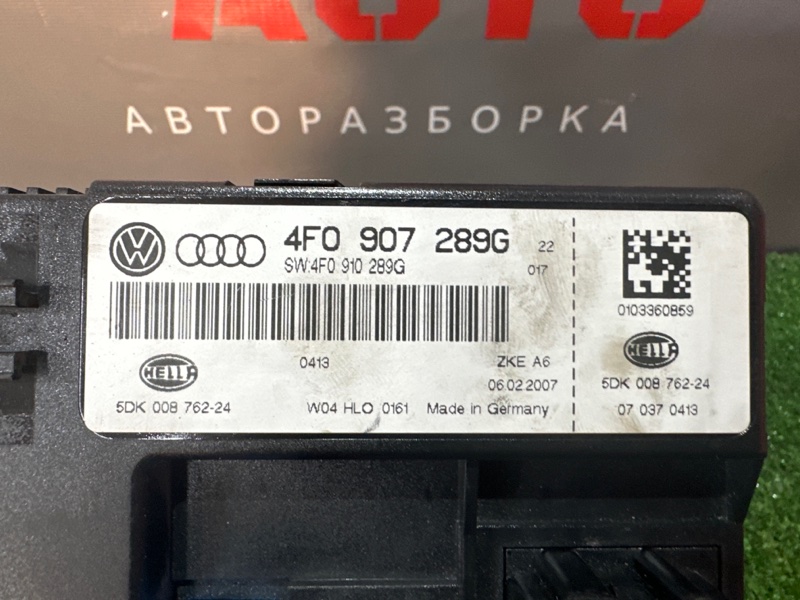 АВТО
АВТОРАЗБОРКА
4F0 907 289G 22
SW:4F0 910 289G 017
0103360859
HELLA
0413 ZKE A6
HELLA
06.02.2007
5DK 008 762-24
5DK 008 762-24 W04 HLO 0161 Made in Germany
07 037 0413